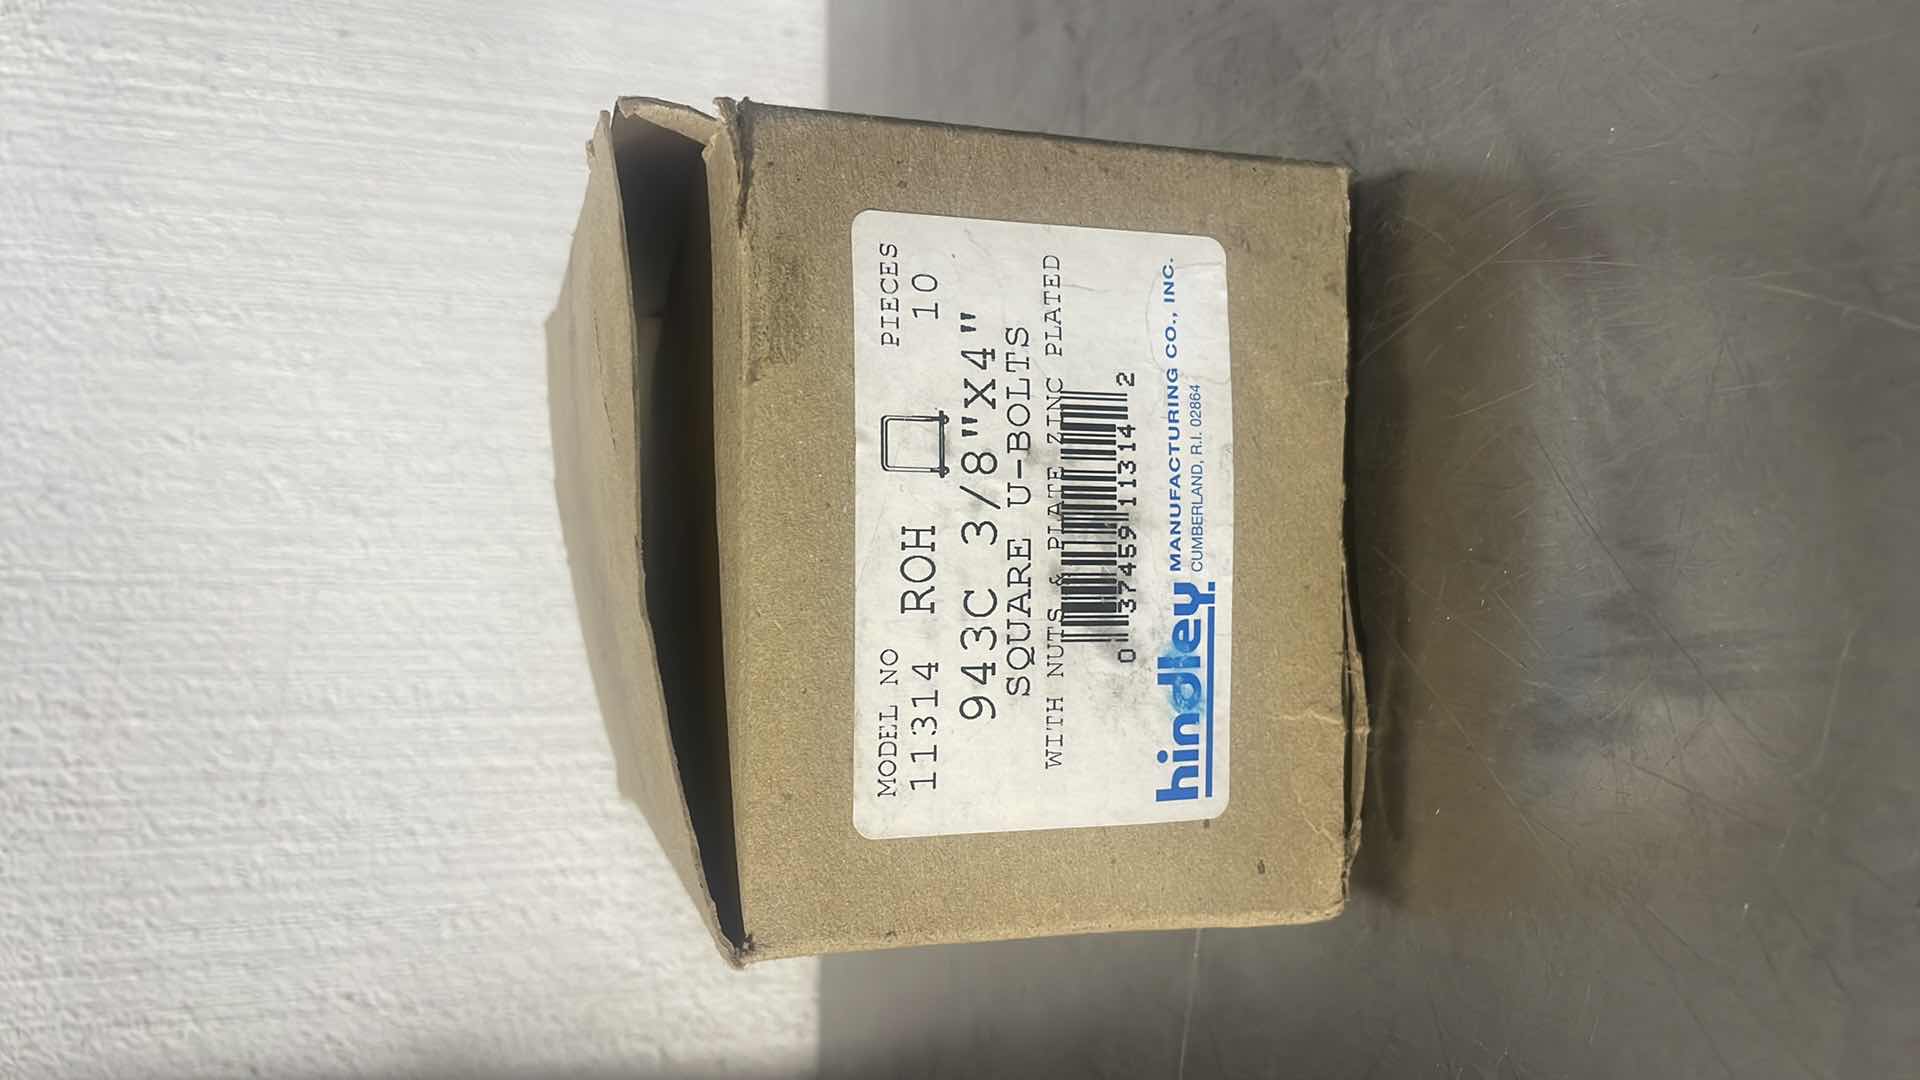 MODEL NO PIECES
11314 ROH 10
943C 3/8"X4"
SQUARE U-BOLTS
WITH NUTS & PLATE ZINC PLATED
0 37459 11314 2
hindley MANUFACTURING CO., INC.
CUMBERLAND, R.I. 02864